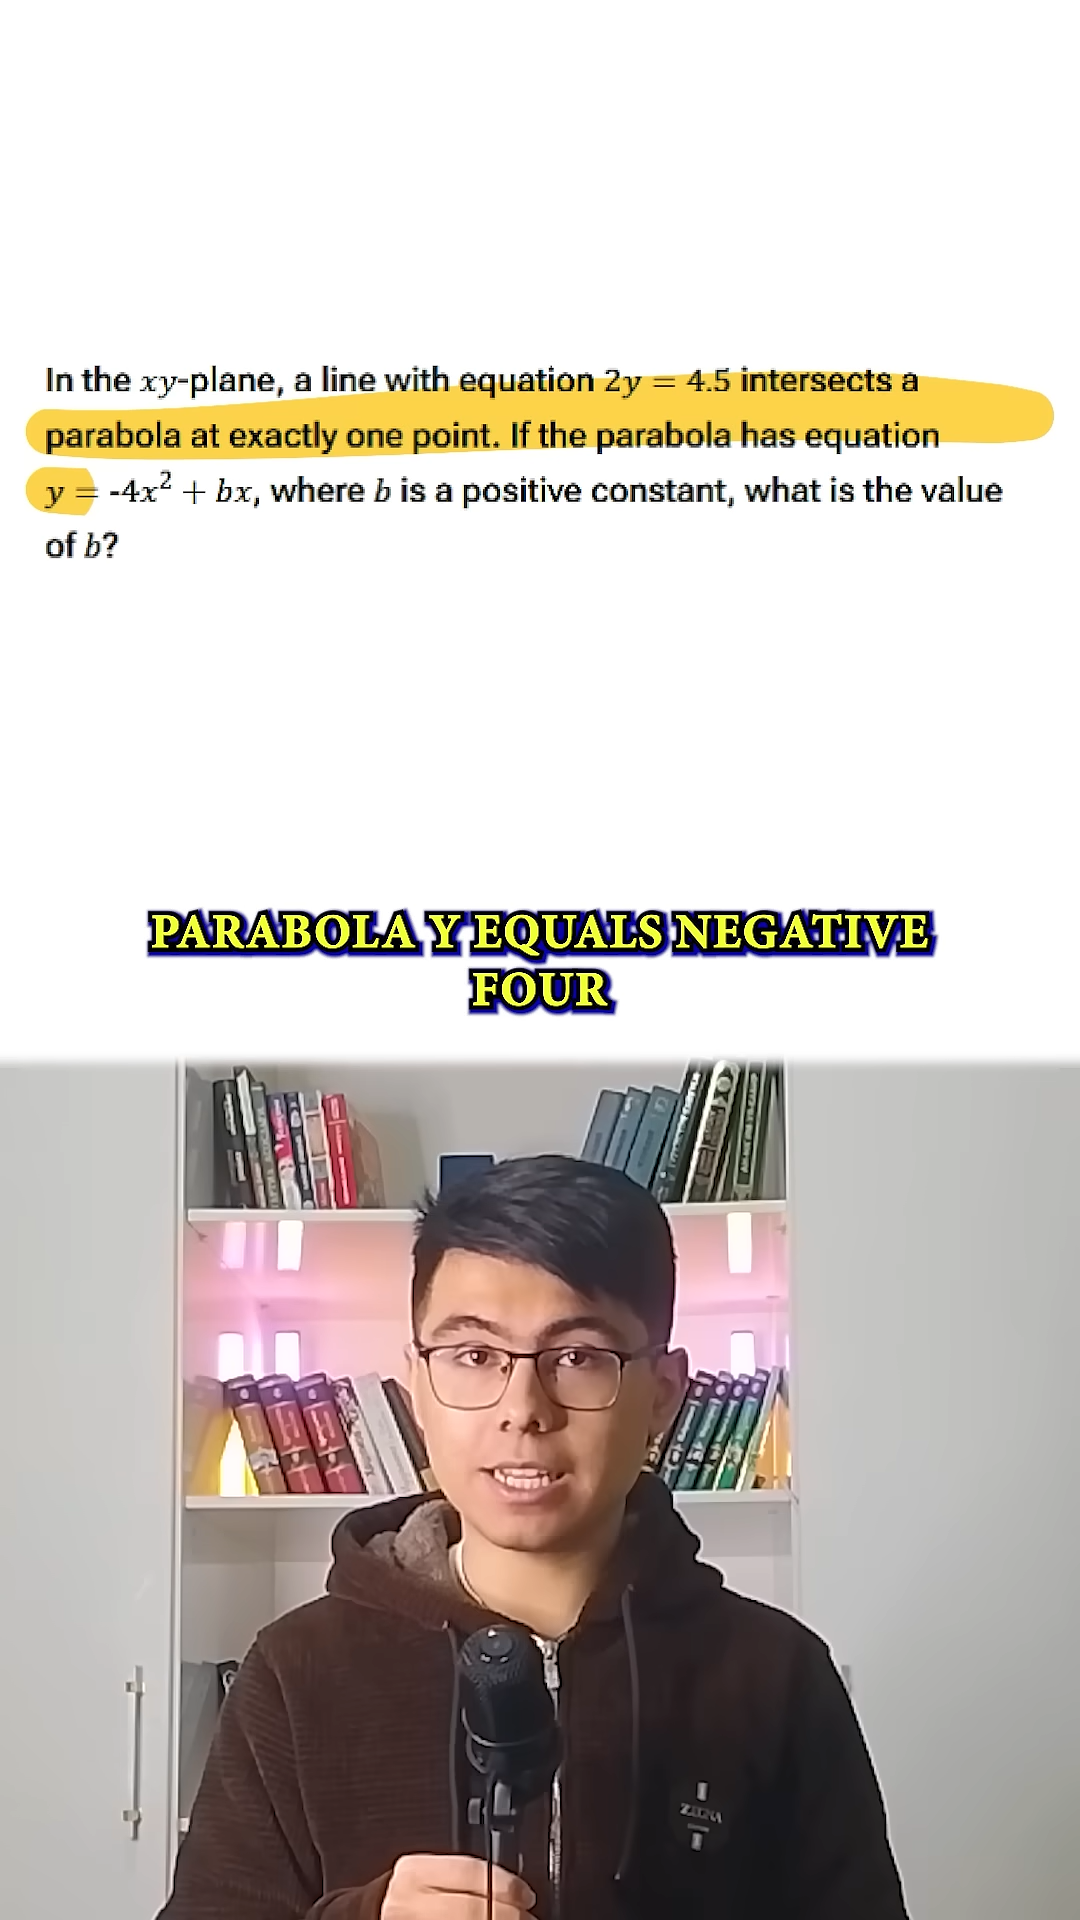 In the xy-plane, a line with equation 2y = 4.5 intersects a
parabola at exactly one point. If the parabola has equation
y = -4x² + bx, where b is a positive constant, what is the value
of b?
PARABOLA Y EQUALS NEGATIVE
FOUR
ZEGNA